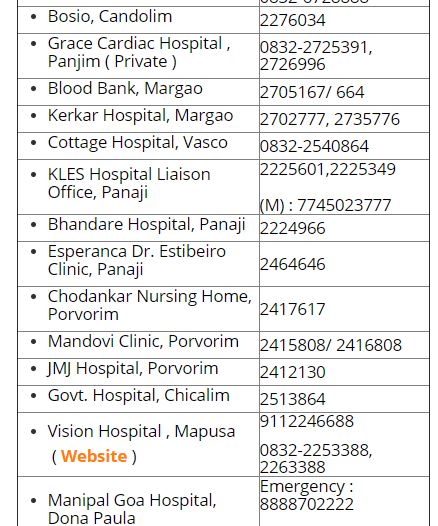 0832-6728888
• Bosio, Candolim 2276034
• Grace Cardiac Hospital , 0832-2725391,
Panjim ( Private ) 2726996
• Blood Bank, Margao 2705167/ 664
• Kerkar Hospital, Margao 2702777, 2735776
• Cottage Hospital, Vasco 0832-2540864
• KLES Hospital Liaison 2225601,2225349
Office, Panaji
(M) : 7745023777
• Bhandare Hospital, Panaji 2224966
• Esperanca Dr. Estibeiro
Clinic, Panaji 2464646
• Chodankar Nursing Home,
Porvorim 2417617
• Mandovi Clinic, Porvorim 2415808/ 2416808
• JMJ Hospital, Porvorim 2412130
• Govt. Hospital, Chicalim 2513864
• Vision Hospital , Mapusa 9112246688
( Website ) 0832-2253388,
2263388
• Manipal Goa Hospital, Emergency :
Dona Paula 8888702222